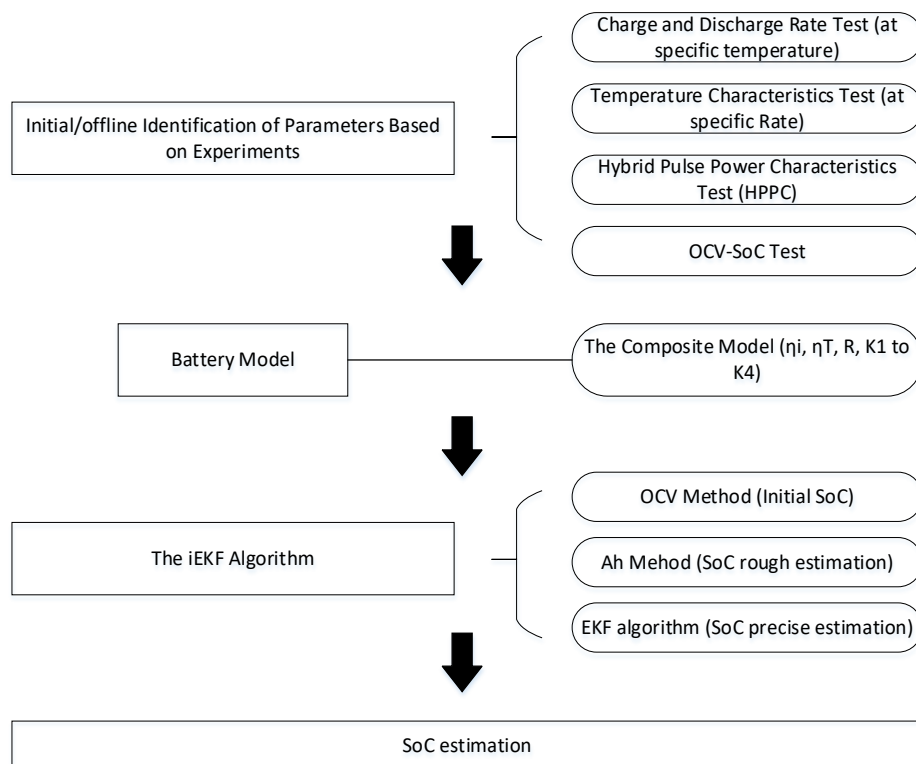 Charge and Discharge Rate Test (at
specific temperature)
Initial/offline Identification of Parameters Based
on Experiments
Temperature Characteristics Test (at
specific Rate)
Hybrid Pulse Power Characteristics
Test (HPPC)
OCV-SoC Test
Battery Model
The Composite Model (ηi, ηT, R, K1 to
K4)
OCV Method (Initial SoC)
The iEKF Algorithm
Ah Mehod (SoC rough estimation)
EKF algorithm (SoC precise estimation)
SoC estimation